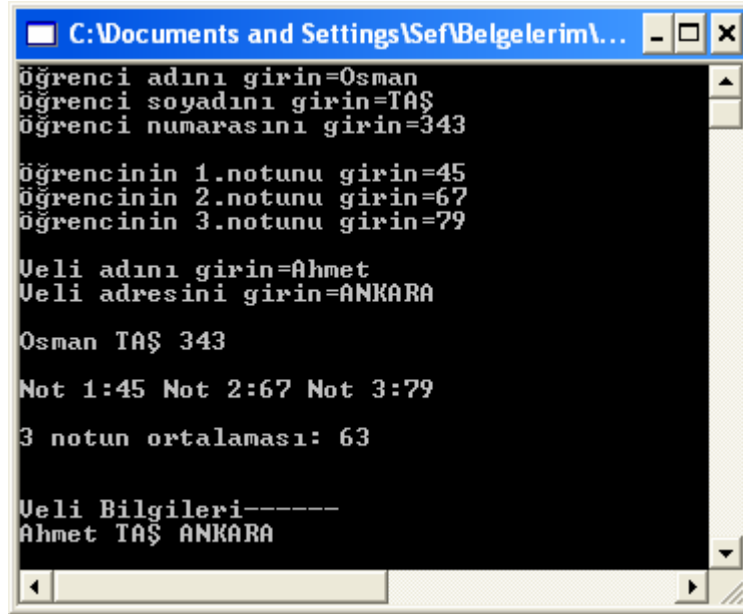 C:\Documents and Settings\Sef\Belgelerim\...
Öğrenci adını girin=Osman
Öğrenci soyadını girin=TAŞ
Öğrenci numarasını girin=343
Öğrencinin 1.notunu girin=45
Öğrencinin 2.notunu girin=67
Öğrencinin 3.notunu girin=79
Veli adını girin=Ahmet
Veli adresini girin=ANKARA
Osman TAŞ 343
Not 1:45 Not 2:67 Not 3:79
3 notun ortalaması: 63
Veli Bilgileri------
Ahmet TAŞ ANKARA